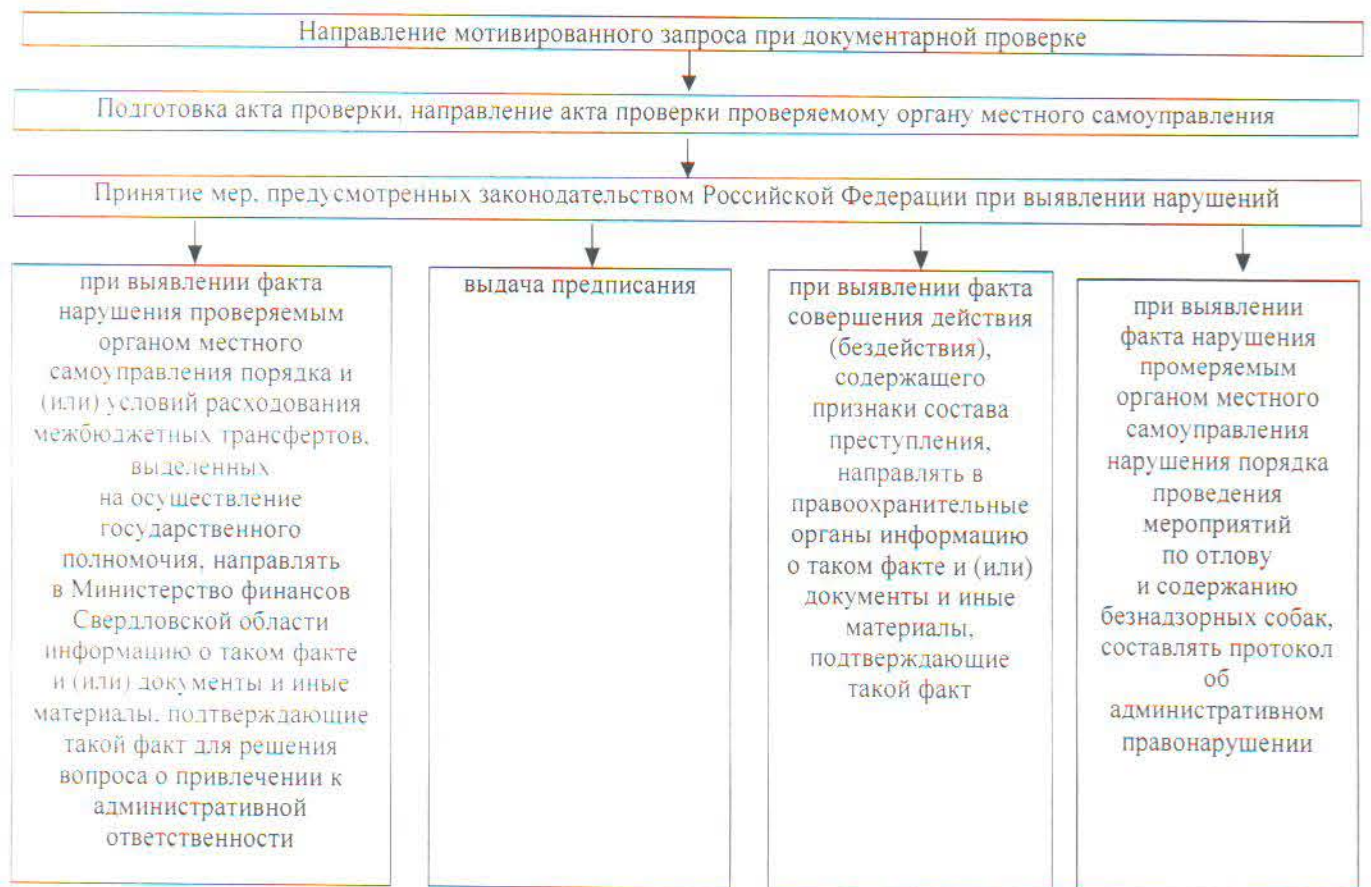 Направление мотивированного запроса при документарной проверке
Подготовка акта проверки, направление акта проверки проверяемому органу местного самоуправления
Принятие мер, предусмотренных законодательством Российской Федерации при выявлении нарушений
при выявлении факта
нарушения проверяемым
органом местного
самоуправления порядка и
(или) условий расходования
межбюджетных трансфертов,
выделенных
на осуществление
государственного
полномочия, направлять
в Министерство финансов
Свердловской области
информацию о таком факте
и (или) документы и иные
материалы, подтверждающие
такой факт для решения
вопроса о привлечении к
административной
ответственности
выдача предписания
при выявлении факта
совершения действия
(бездействия),
содержащего
признаки состава
преступления,
направлять в
правоохранительные
органы информацию
о таком факте и (или)
документы и иные
материалы,
подтверждающие
такой факт
при выявлении
факта нарушения
промеряемым
органом местного
самоуправления
нарушения порядка
проведения
мероприятий
по отлову
и содержанию
безнадзорных собак,
составлять протокол
об
административном
правонарушении